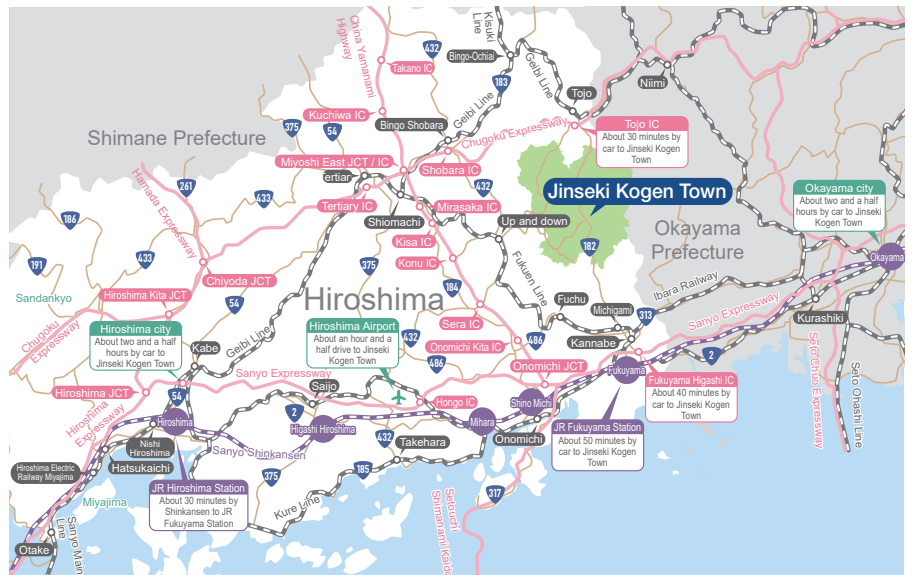 China Yanamami
Highway
Kisuki
Line
432
Bingo-Ochiai
Takano IC
183
Niimi
Tojo
Geibi Line
Kuchiwa IC
Bingo Shobara
Geibi Line
Chugoku Expressway
375
54
Shimane Prefecture
Tojo IC
About 30 minutes by
car to Jinseki Kogen
Town
Miyoshi East JCT / IC
Shobara IC
Tertiar
432
261
433
Hamada Expressway
Tertiary IC
Jinseki Kogen Town
Okayama city
About two and a half
hours by car to Jinseki
Kogen Town
Shiomachi
Mirasaka IC
Up and down
186
Kisa IC
Okayama
Prefecture
182
191
433
375
Konu IC
Okayama
Chiyoda JCT
Fukuen Line
Ibara Railway
Sandankyo
Hiroshima Kita JCT
54
Hiroshima
184
Fuchu
Michigami
313
Kurashiki
Chugoku
Expressway
Hiroshima city
About two and a half
hours by car to
Jinseki Kogen Town
Geibi Line
Hiroshima Airport
About an hour and a
half drive to Jinseki
Kogen Town
Sera IC
432
486
486
Onomichi Kita IC
Kannabe
Sanyo Expressway
2
Kabe
Onomichi JCT
Fukuyama
Fukuyama Higashi IC
About 40 minutes by
car to Jinseki Kogen
Town
Seto Chuo Expressway
Seto Ohashi Line
Hiroshima JCT
Sanyo Expressway
Saijo
54
Hongo IC
Shino Michi
Hiroshima
Expressway
Hiroshima
2
Higashi Hiroshima
Mihara
Onomichi
JR Fukuyama Station
About 50 minutes by
car to Jinseki Kogen
Town
Nishi
Hiroshima
432
Takehara
Sanyo Shinkansen
Hatsukaichi
Hiroshima Electric
Railway Miyajima
185
375
JR Hiroshima Station
About 30 minutes by
Shinkansen to JR
Fukuyama Station
Miyajima
Kure Line
317
Setouchi
Shimanami Kaido
Otake
Sanyo Main
Line